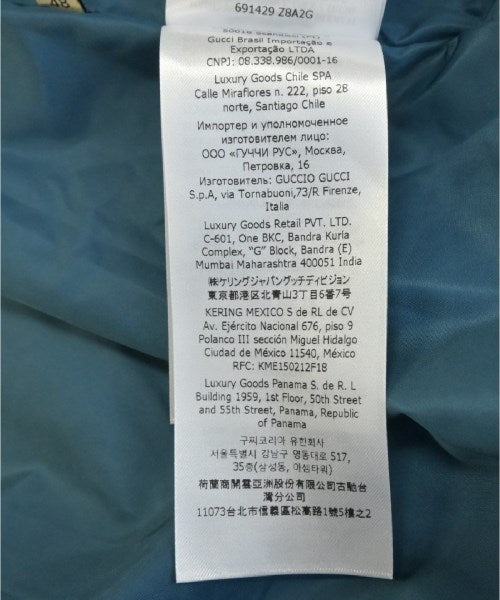 48
691429 Z8A2G
Gucci Brasil Importação e
Exportação LTDA
CNPJ: 08.338.986/0001-16
Luxury Goods Chile SPA
Calle Miraflores n. 222, piso 28
norte, Santiago Chile
Импортер и уполномоченное
изготовителем лицо:
ООО «ГУЧЧИ РУС», Москва,
Петровка, 16
Изготовитель: GUCCIO GUCCI
S.p.A, via Tornabuoni,73/R Firenze,
Italia
Luxury Goods Retail PVT. LTD.
C-601, One BKC, Bandra Kurla
Complex, "G" Block, Bandra (E)
Mumbai Maharashtra 400051 India
㈱ケリングジャパングッチディビジョン
東京都港区北青山3丁目6番1号
KERING MEXICO S de RL de CV
Av. Ejército Nacional 676, piso 9
Polanco III sección Miguel Hidalgo
Ciudad de México 11540, México
RFC: KME150212F18
Luxury Goods Panama S. de R. L
Building 1959, 1st Floor, 50th Street
and 55th Street, Panama, Republic
of Panama
구찌코리아 유한회사
서울특별시 강남구 영동대로 517,
35층(삼성동, 아셈타워)
荷蘭商開雲亞洲股份有限公司古馳台
灣分公司
11073台北市信義區松高路1號5樓之2